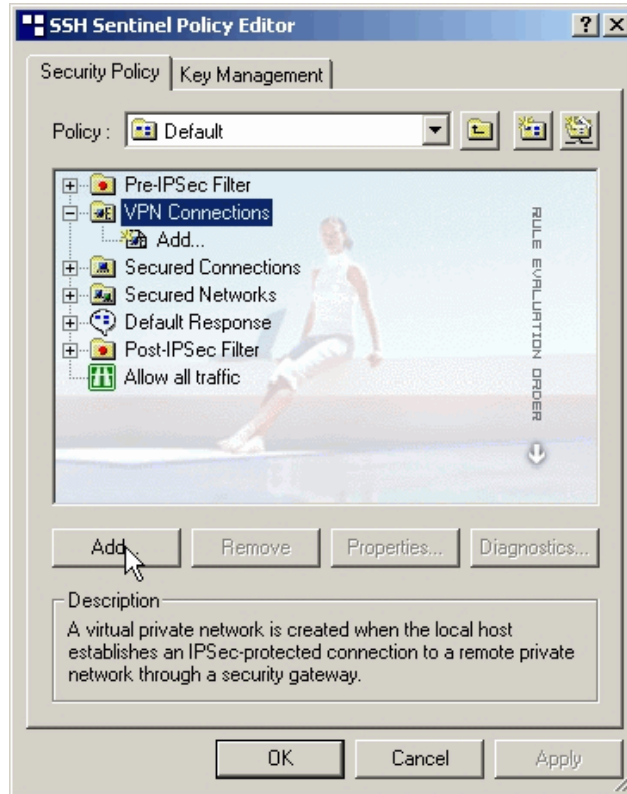 SSH Sentinel Policy Editor
Security Policy
Key Management
Policy :
Default
Pre-IPSec Filter
VPN Connections
Add...
Secured Connections
Secured Networks
Default Response
Post-IPSec Filter
Allow all traffic
RULE EVALUATION ORDER
Add...
Remove
Properties...
Diagnostics...
Description
A virtual private network is created when the local host
establishes an IPSec-protected connection to a remote private
network through a security gateway.
OK
Cancel
Apply